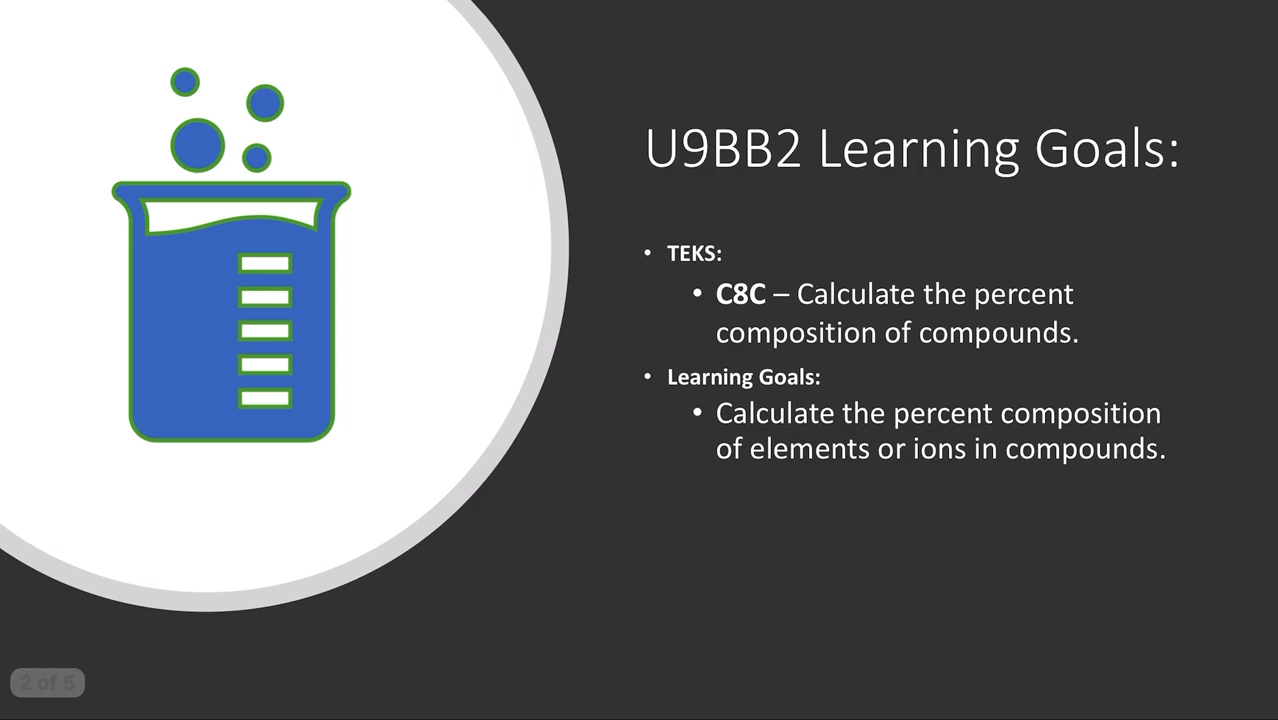 U9BB2 Learning Goals:
• TEKS:
• C8C – Calculate the percent
composition of compounds.
• Learning Goals:
• Calculate the percent composition
of elements or ions in compounds.
2 of 5